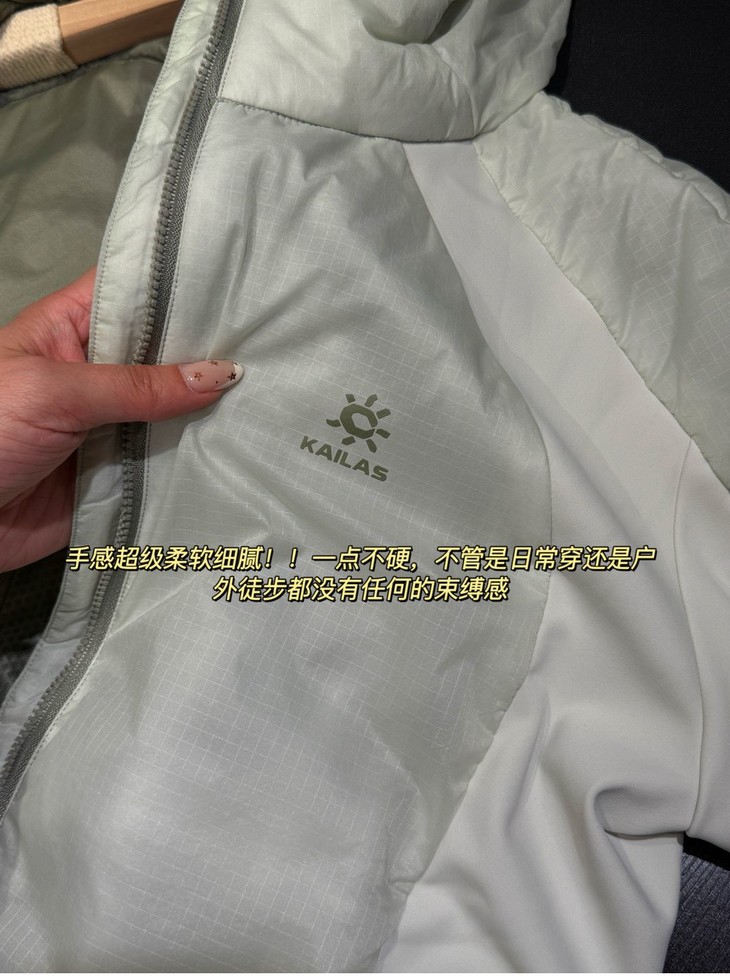 KAILAS
手感超级柔软细腻！！一点不硬，不管是日常穿还是户
外徒步都没有任何的束缚感